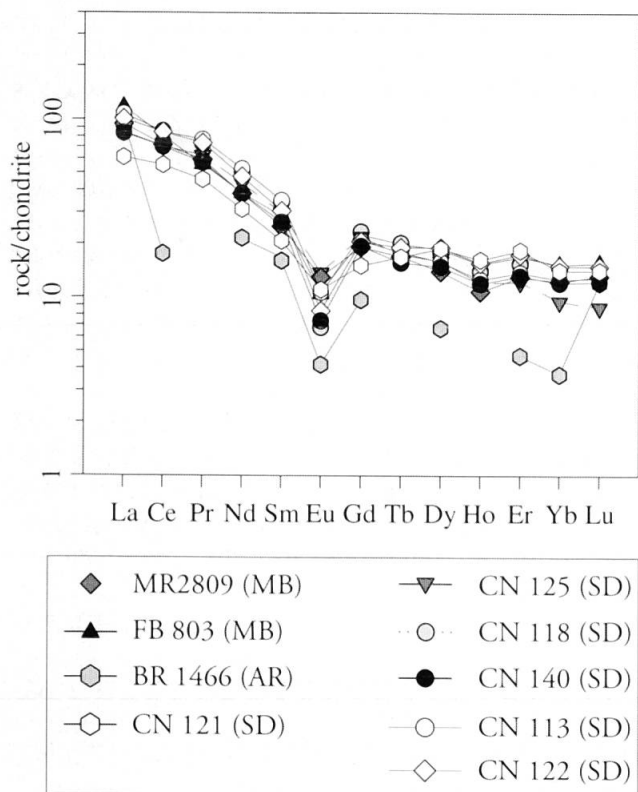 100
10
1
rock/chondrite
La Ce Pr Nd Sm Eu Gd Tb Dy Ho Er Yb Lu
MR2809 (MB)
FB 803 (MB)
BR 1466 (AR)
CN 121 (SD)
CN 125 (SD)
CN 118 (SD)
CN 140 (SD)
CN 113 (SD)
CN 122 (SD)